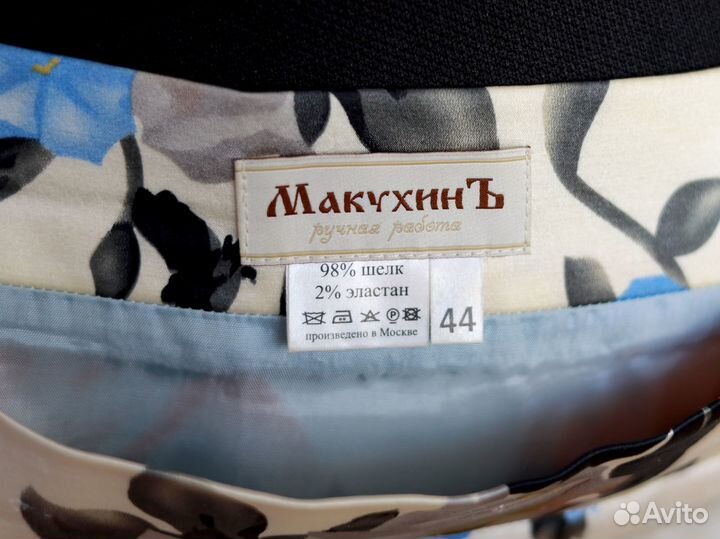 МакухинЪ
ручная работа
98% шелк
2% эластан
44
произведено в Москве
Avito